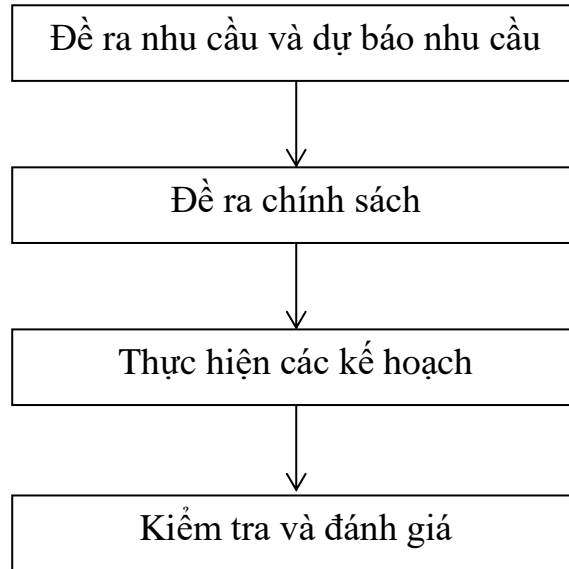 Đề ra nhu cầu và dự báo nhu cầu
Đề ra chính sách
Thực hiện các kế hoạch
Kiểm tra và đánh giá